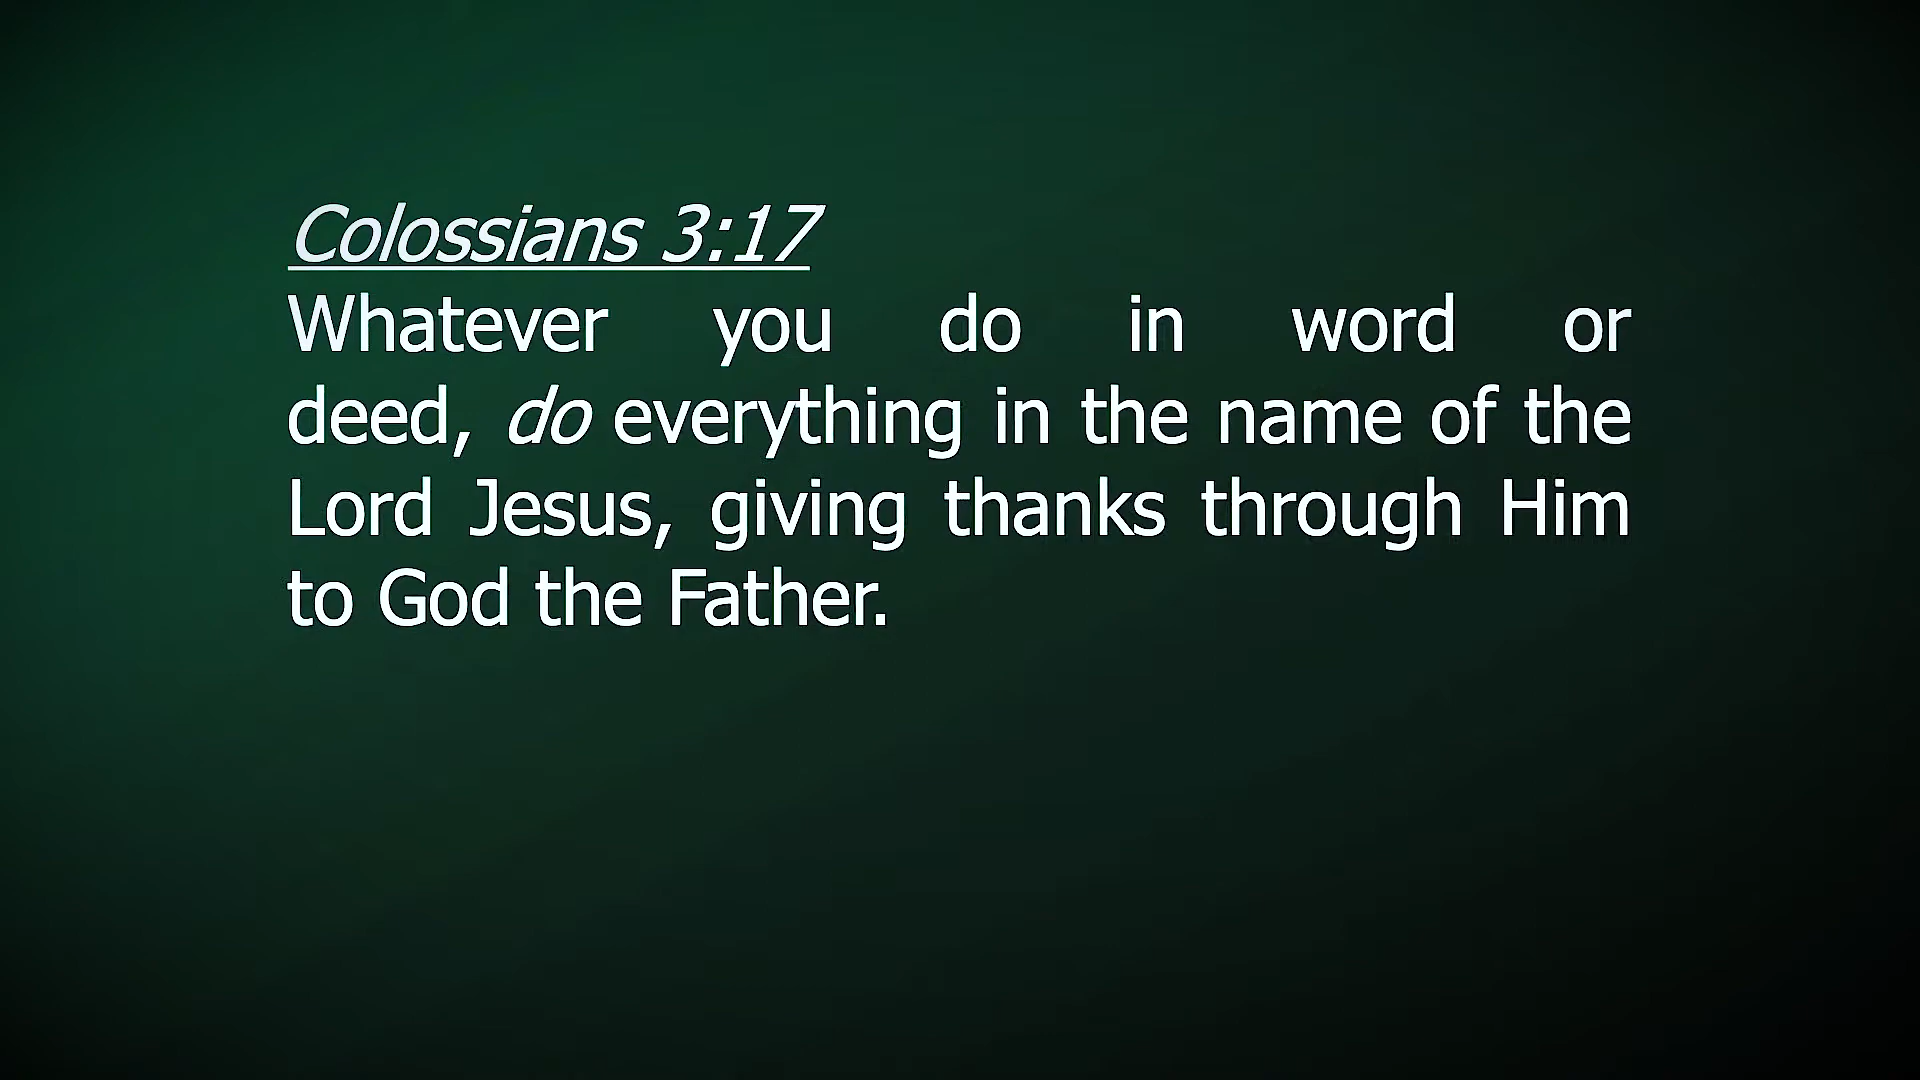 Colossians 3:17
Whatever you do in word or
deed, do everything in the name of the
Lord Jesus, giving thanks through Him
to God the Father.